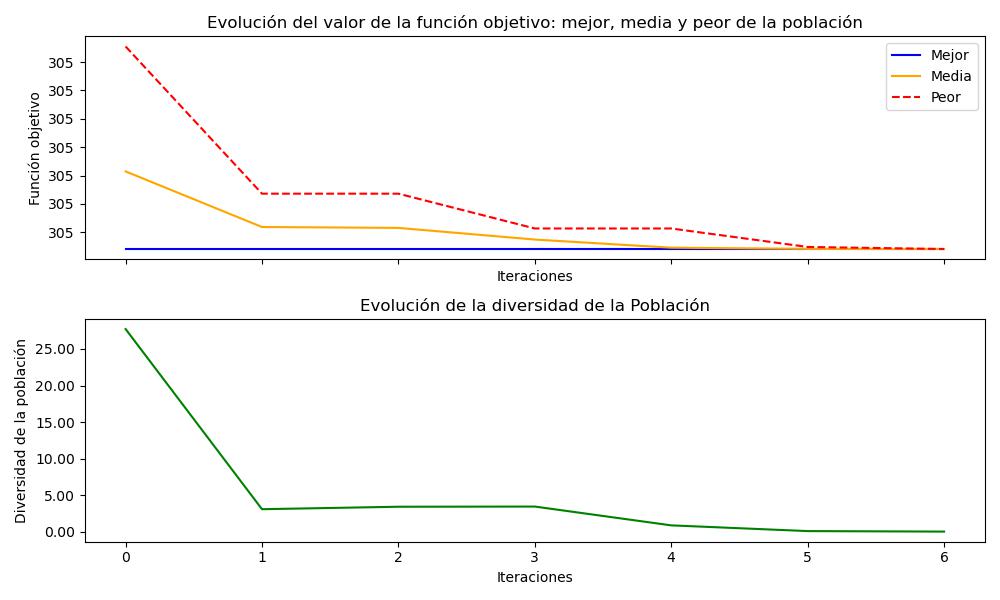 Evolución del valor de la función objetivo: mejor, media y peor de la población
305
305
305
305
305
305
305
Función objetivo
Mejor
Media
Peor
Iteraciones
Evolución de la diversidad de la Población
25.00
20.00
15.00
10.00
5.00
0.00
Diversidad de la población
0 1 2 3 4 5 6
Iteraciones